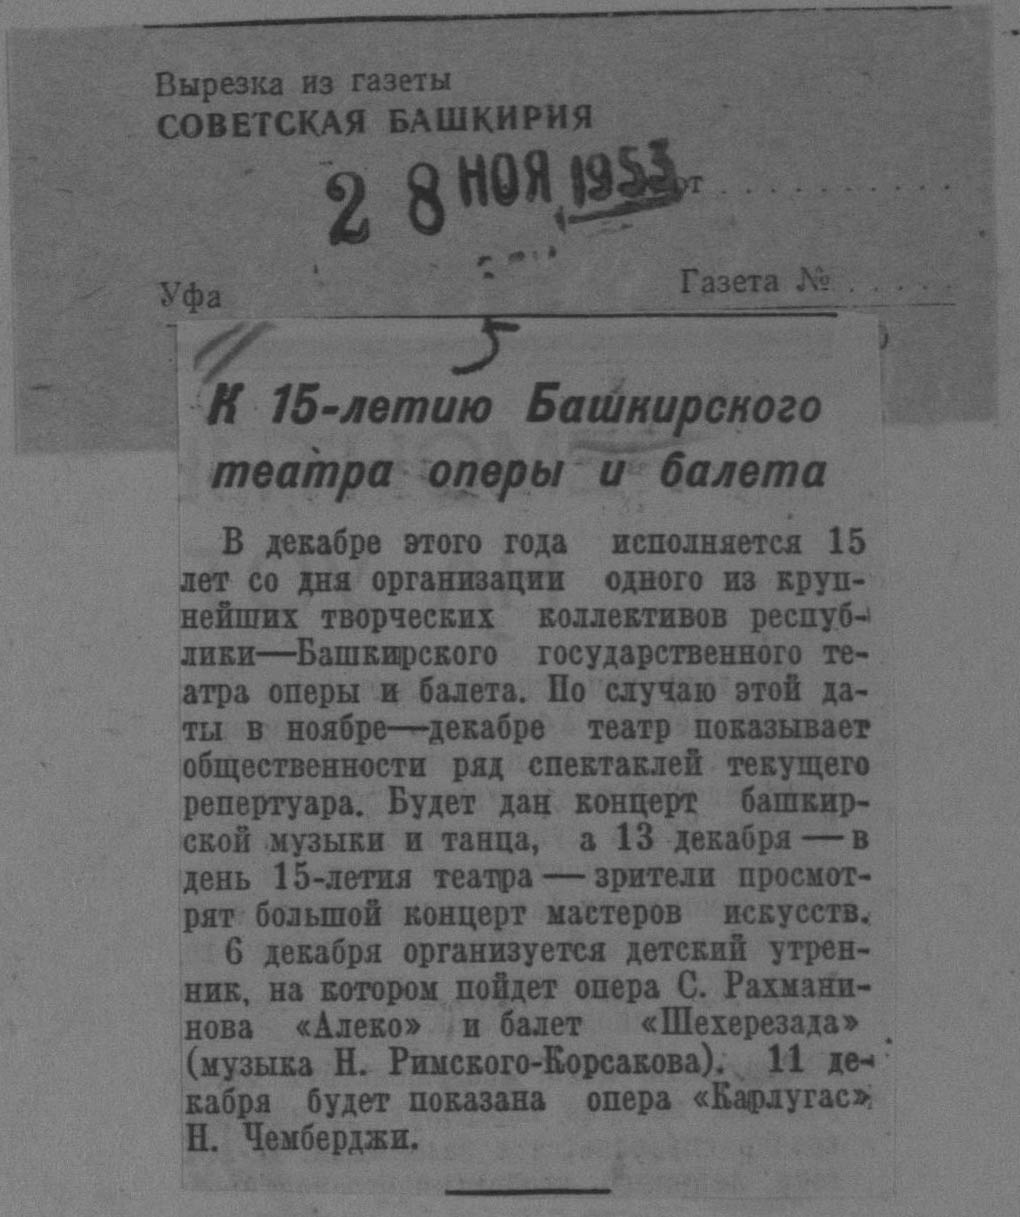 Вырезка из газеты
СОВЕТСКАЯ БАШКИРИЯ
28 НОЯ 1953
Уфа
Газета № . . . . .
5
К 15-летию Башкирского
театра оперы и балета
В декабре этого года исполняется 15
лет со дня организации одного из круп-
нейших творческих коллективов респуб-
лики—Башкирского государственного те-
атра оперы и балета. По случаю этой да-
ты в ноябре—декабре театр показывает
общественности ряд спектаклей текущего
репертуара. Будет дан концерт башкир-
ской музыки и танца, а 13 декабря — в
день 15-летия театра — зрители просмот-
рят большой концерт мастеров искусств.
6 декабря организуется детский утрен-
ник, на котором пойдет опера С. Рахмани-
нова «Алеко» и балет «Шехерезада»
(музыка Н. Римского-Корсакова). 11 де-
кабря будет показана опера «Карлугас»
Н. Чемберджи.